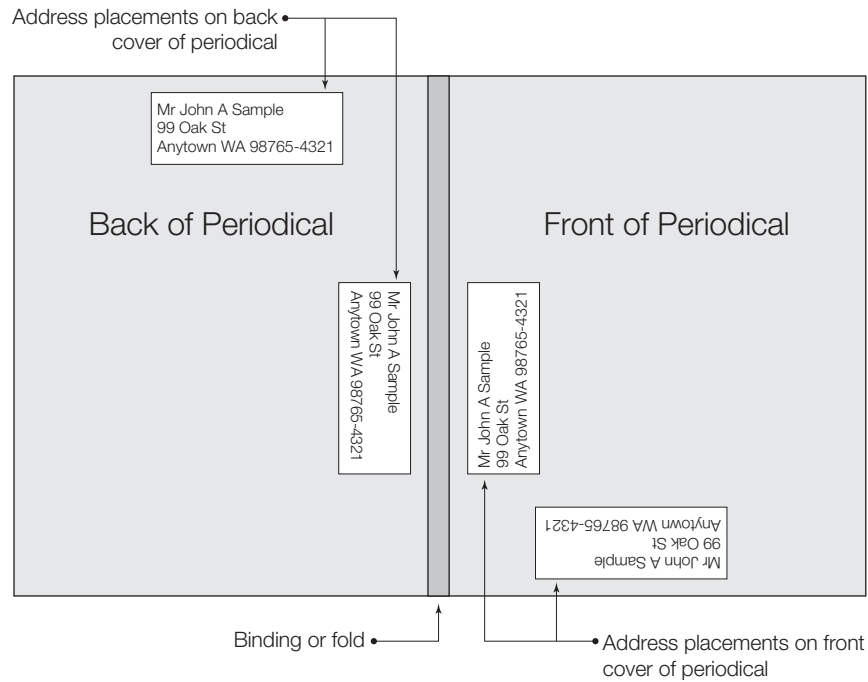 Address placements on back
cover of periodical
Mr John A Sample
99 Oak St
Anytown WA 98765-4321
Back of Periodical
Front of Periodical
Mr John A Sample
99 Oak St
Anytown WA 98765-4321
Mr John A Sample
99 Oak St
Anytown WA 98765-4321
Mr John A Sample
99 Oak St
Anytown WA 98765-4321
Binding or fold
Address placements on front
cover of periodical